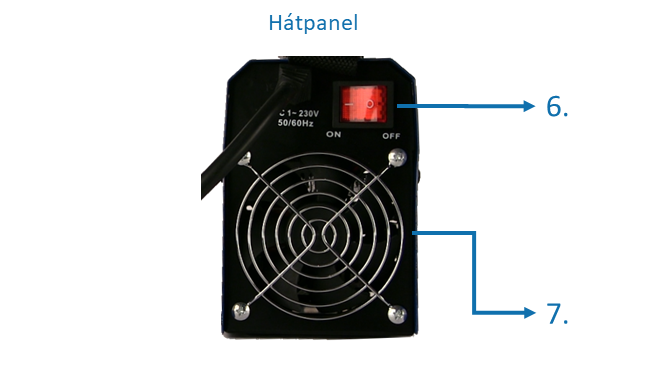 Hátpanel
1~ 230V
50/60Hz
ON OFF
6.
7.